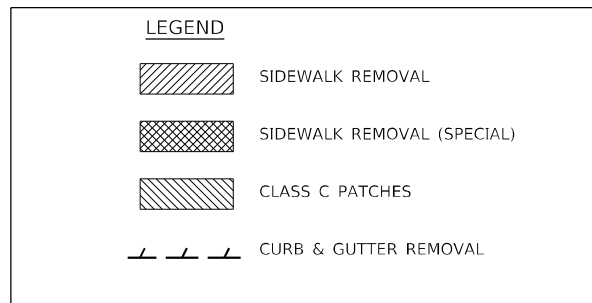 LEGEND
SIDEWALK REMOVAL
SIDEWALK REMOVAL (SPECIAL)
CLASS C PATCHES
CURB & GUTTER REMOVAL